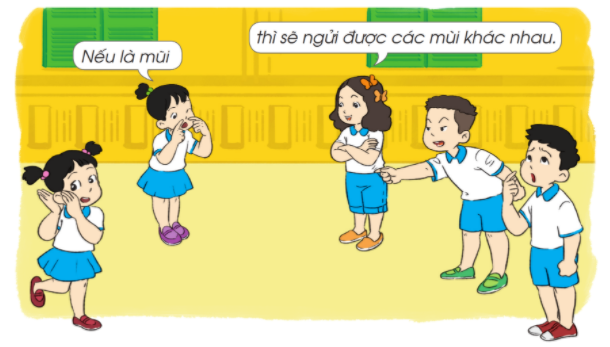 Nếu là mũi
thì sẽ ngửi được các mùi khác nhau.